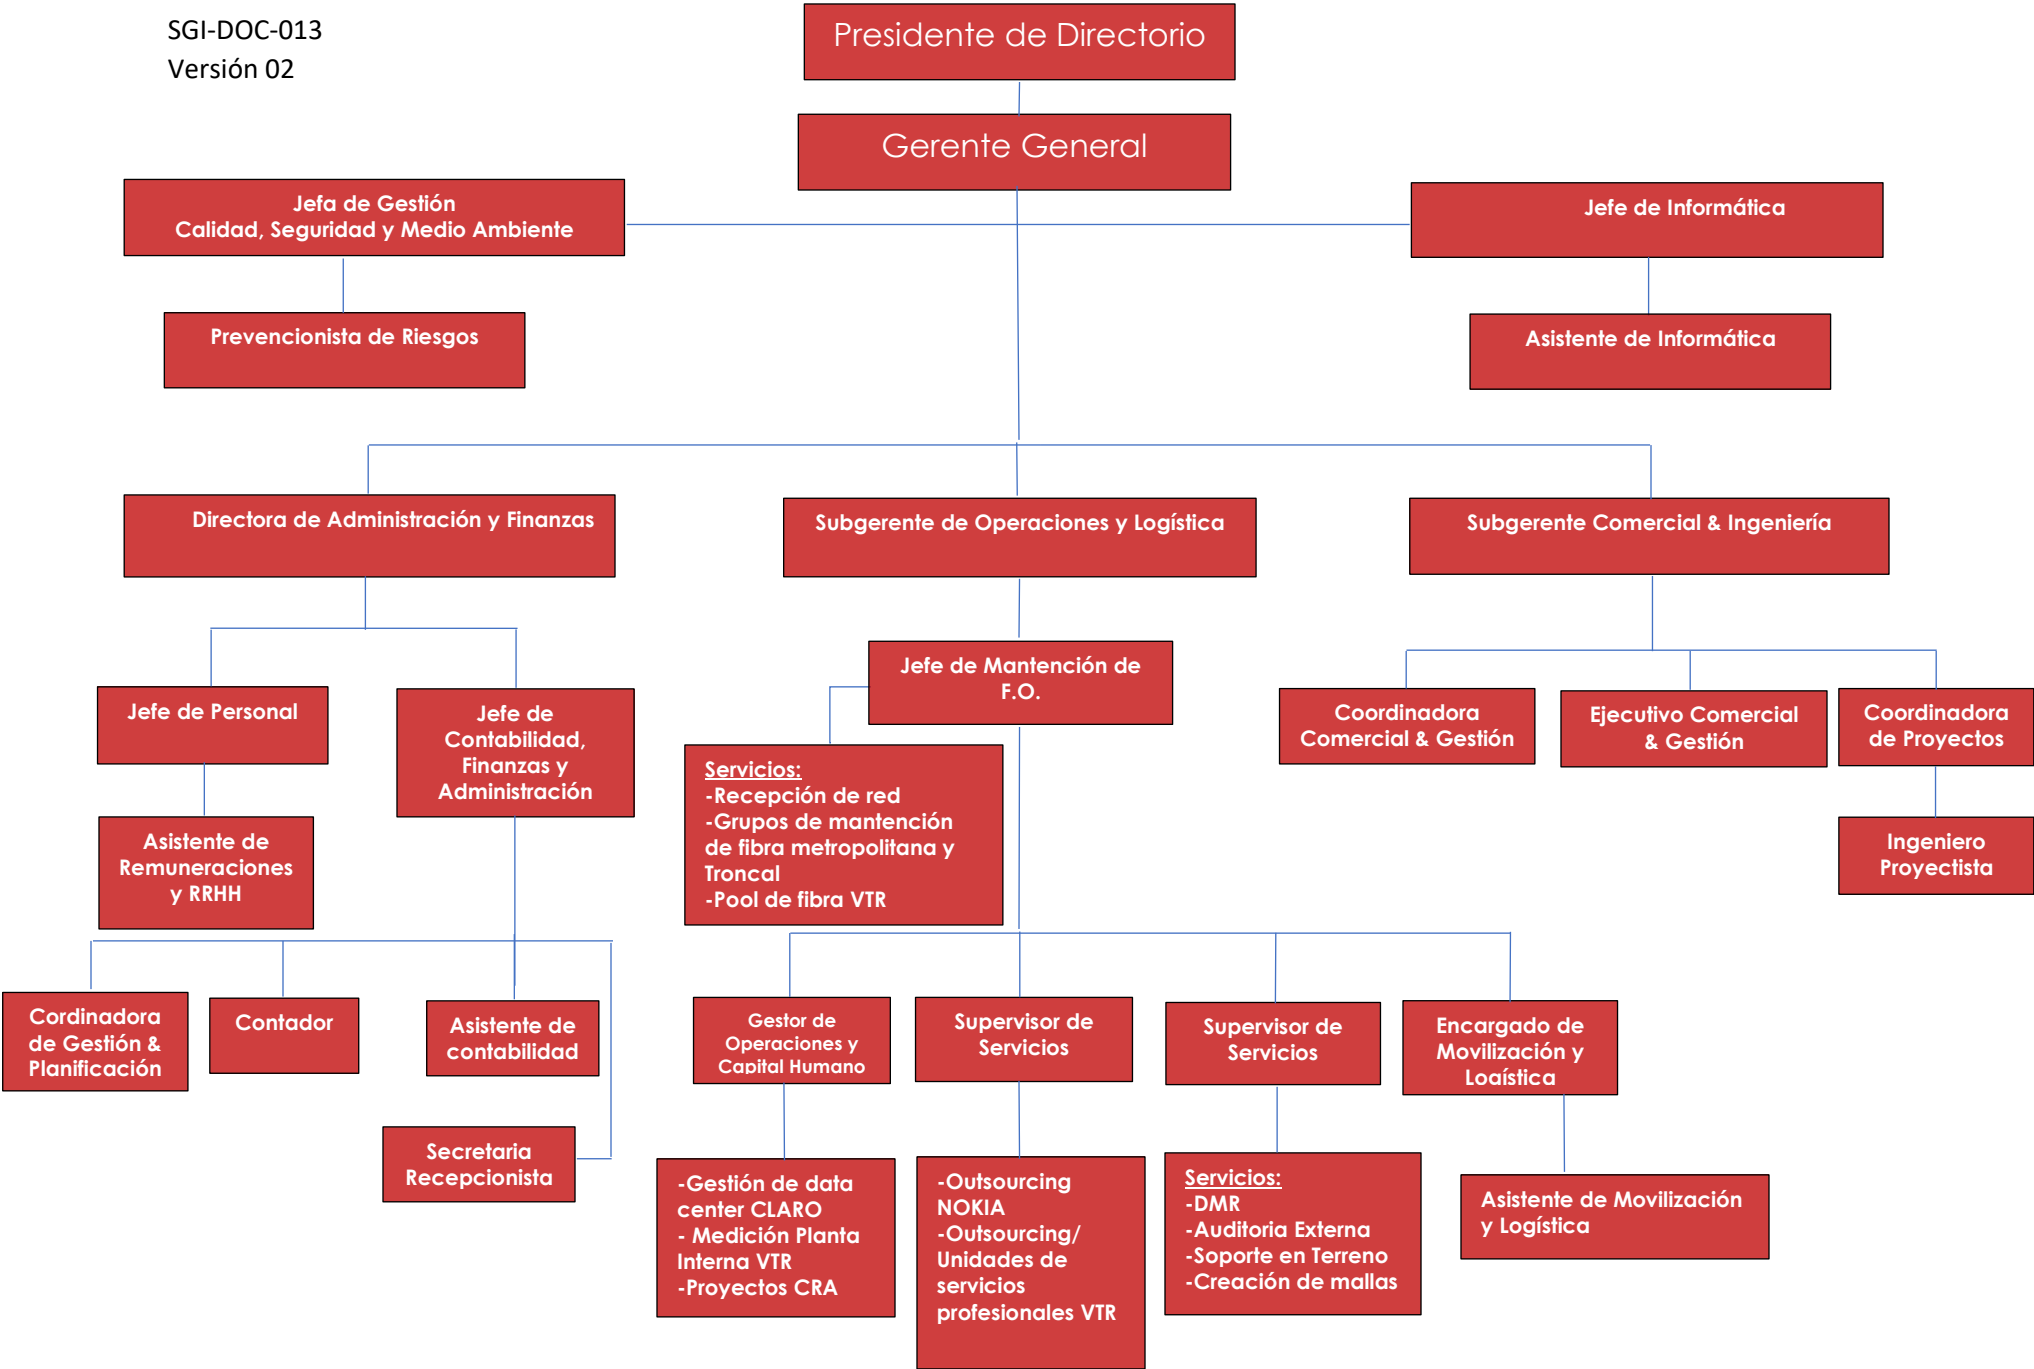 SGI-DOC-013
Versión 02
Presidente de Directorio
Gerente General
Jefa de Gestión
Calidad, Seguridad y Medio Ambiente
Jefe de Informática
Prevencionista de Riesgos
Asistente de Informática
Directora de Administración y Finanzas
Subgerente de Operaciones y Logística
Subgerente Comercial & Ingeniería
Jefe de Personal
Jefe de
Contabilidad,
Finanzas y
Administración
Jefe de Mantención de
F.O.
Coordinadora
Comercial & Gestión
Ejecutivo Comercial
& Gestión
Coordinadora
de Proyectos
Servicios:
-Recepción de red
-Grupos de mantención
de fibra metropolitana y
Troncal
-Pool de fibra VTR
Asistente de
Remuneraciones
y RRHH
Ingeniero
Proyectista
Cordinadora
de Gestión &
Planificación
Contador
Asistente de
contabilidad
Secretaria
Recepcionista
Gestor de
Operaciones y
Capital Humano
Supervisor de
Servicios
Supervisor de
Servicios
Encargado de
Movilización y
Logística
-Gestión de data
center CLARO
- Medición Planta
Interna VTR
-Proyectos CRA
-Outsourcing
NOKIA
-Outsourcing/
Unidades de
servicios
profesionales VTR
Servicios:
-DMR
-Auditoria Externa
-Soporte en Terreno
-Creación de mallas
Asistente de Movilización
y Logística